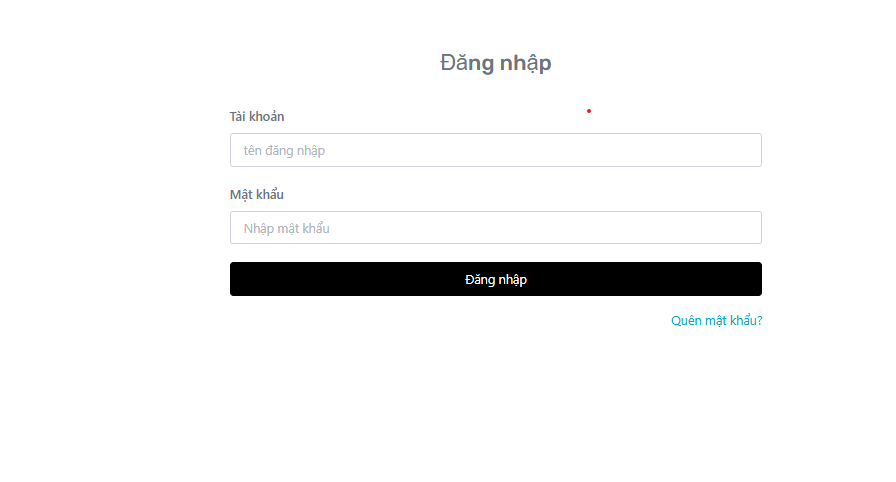 Đăng nhập
Tài khoản
tên đăng nhập
Mật khẩu
Nhập mật khẩu
Đăng nhập
Quên mật khẩu?